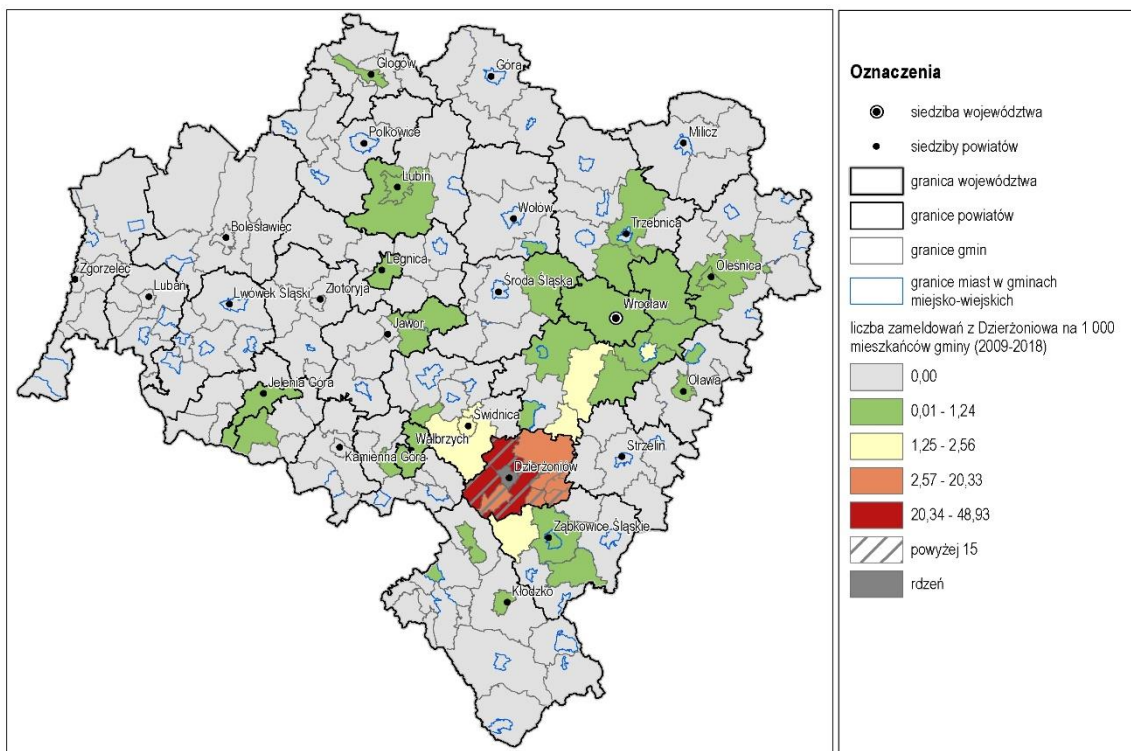 Głogów
Góra
Polkowice
Milicz
Lubin
Wołów
Trzebnica
Bolesławiec
Oleśnica
Zgorzelec
Legnica
Środa Śląska
Lubań
Lwówek Śląski
Złotoryja
Wrocław
Jawor
Jelenia Góra
Oława
Świdnica
Wałbrzych
Kamienna Góra
Strzelin
Dzierżoniów
Ząbkowice Śląskie
Kłodzko
Oznaczenia
siedziba województwa
siedziby powiatów
granica województwa
granice powiatów
granice gmin
granice miast w gminach
miejsko-wiejskich
liczba zameldowań z Dzierżoniowa na 1 000
mieszkańców gminy (2009-2018)
0,00
0,01 - 1,24
1,25 - 2,56
2,57 - 20,33
20,34 - 48,93
powyżej 15
rdzeń